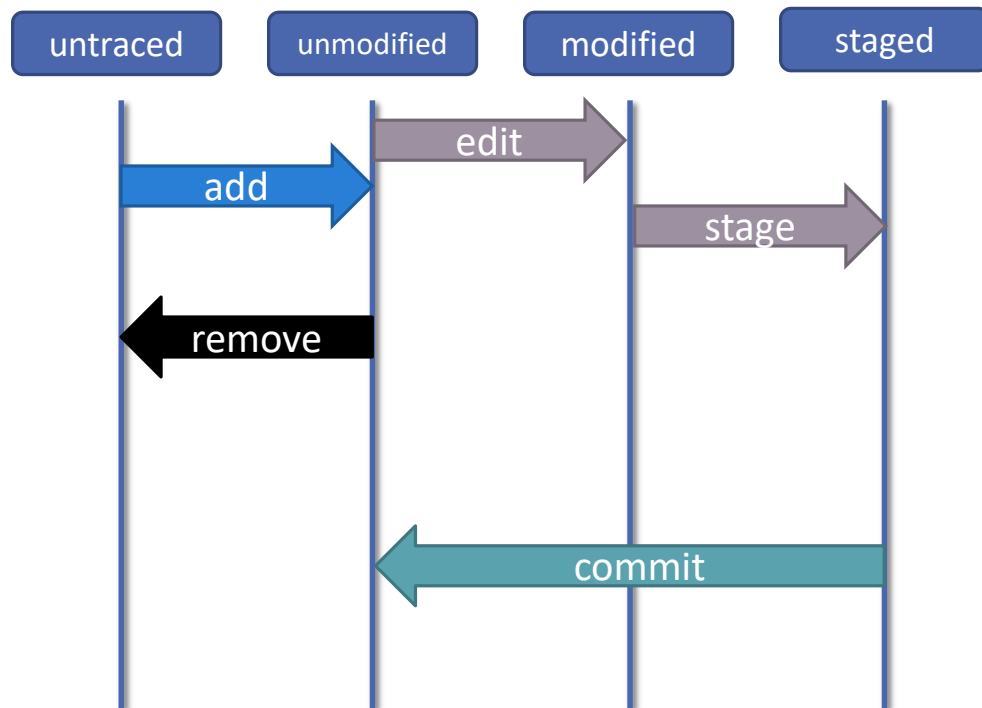 untraced
unmodified
modified
staged
edit
add
stage
remove
commit